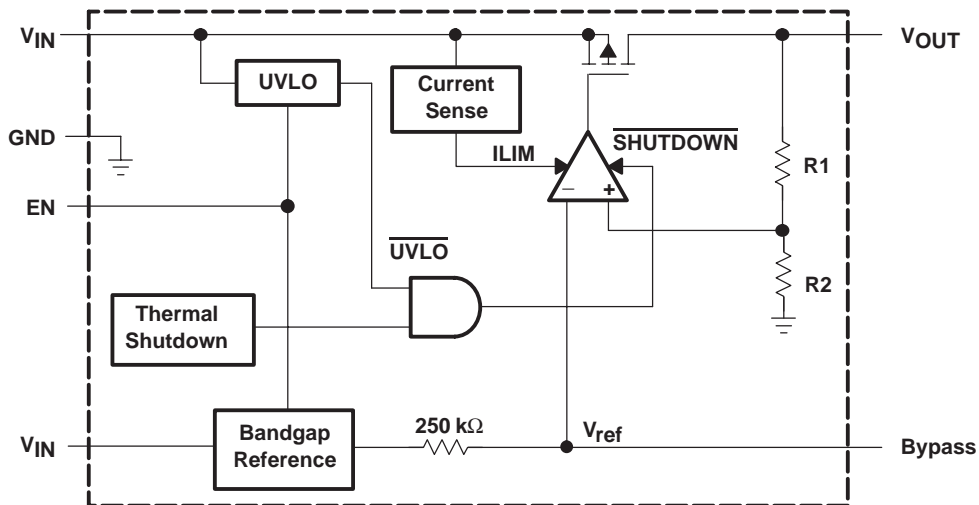 VIN
VOUT
UVLO
Current
Sense
GND
SHUTDOWN
ILIM
R1
− +
EN
UVLO
R2
Thermal
Shutdown
250 kΩ
Vref
VIN
Bandgap
Reference
Bypass